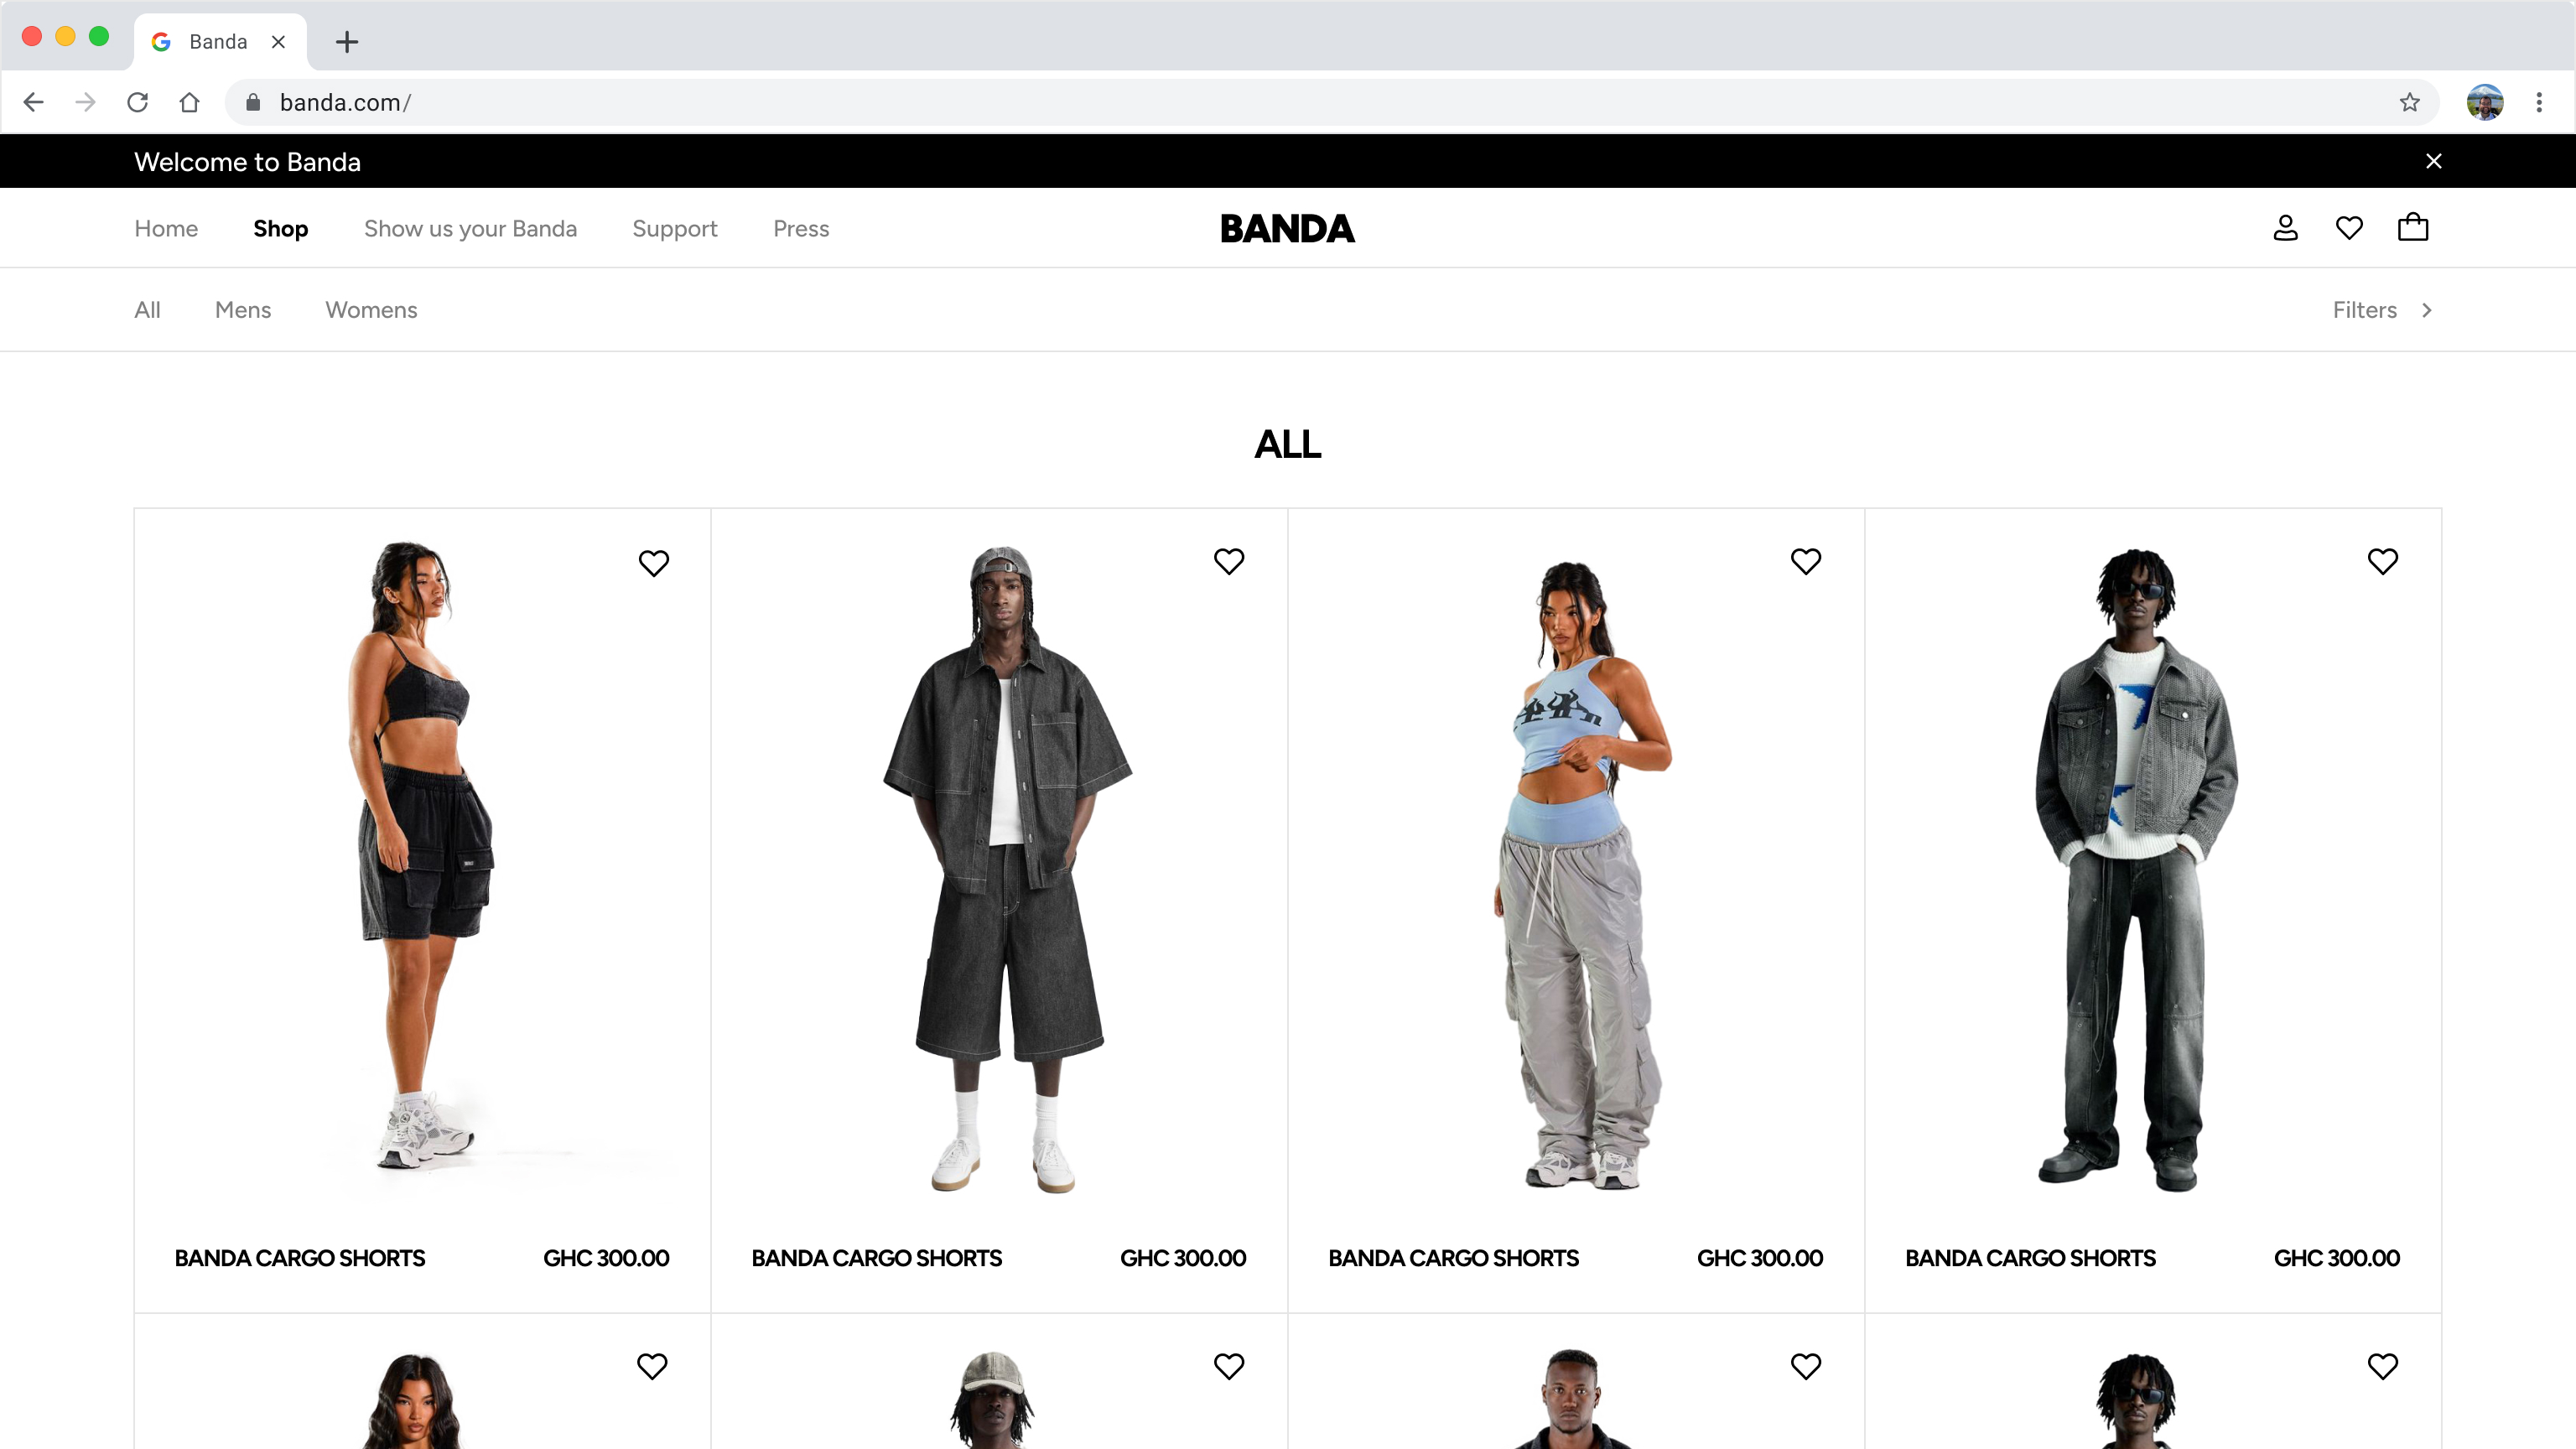 Banda
banda.com/
Welcome to Banda
Home Shop Show us your Banda Support Press BANDA
All Mens Womens Filters
ALL
BANDA CARGO SHORTS GHC 300.00 BANDA CARGO SHORTS GHC 300.00 BANDA CARGO SHORTS GHC 300.00 BANDA CARGO SHORTS GHC 300.00